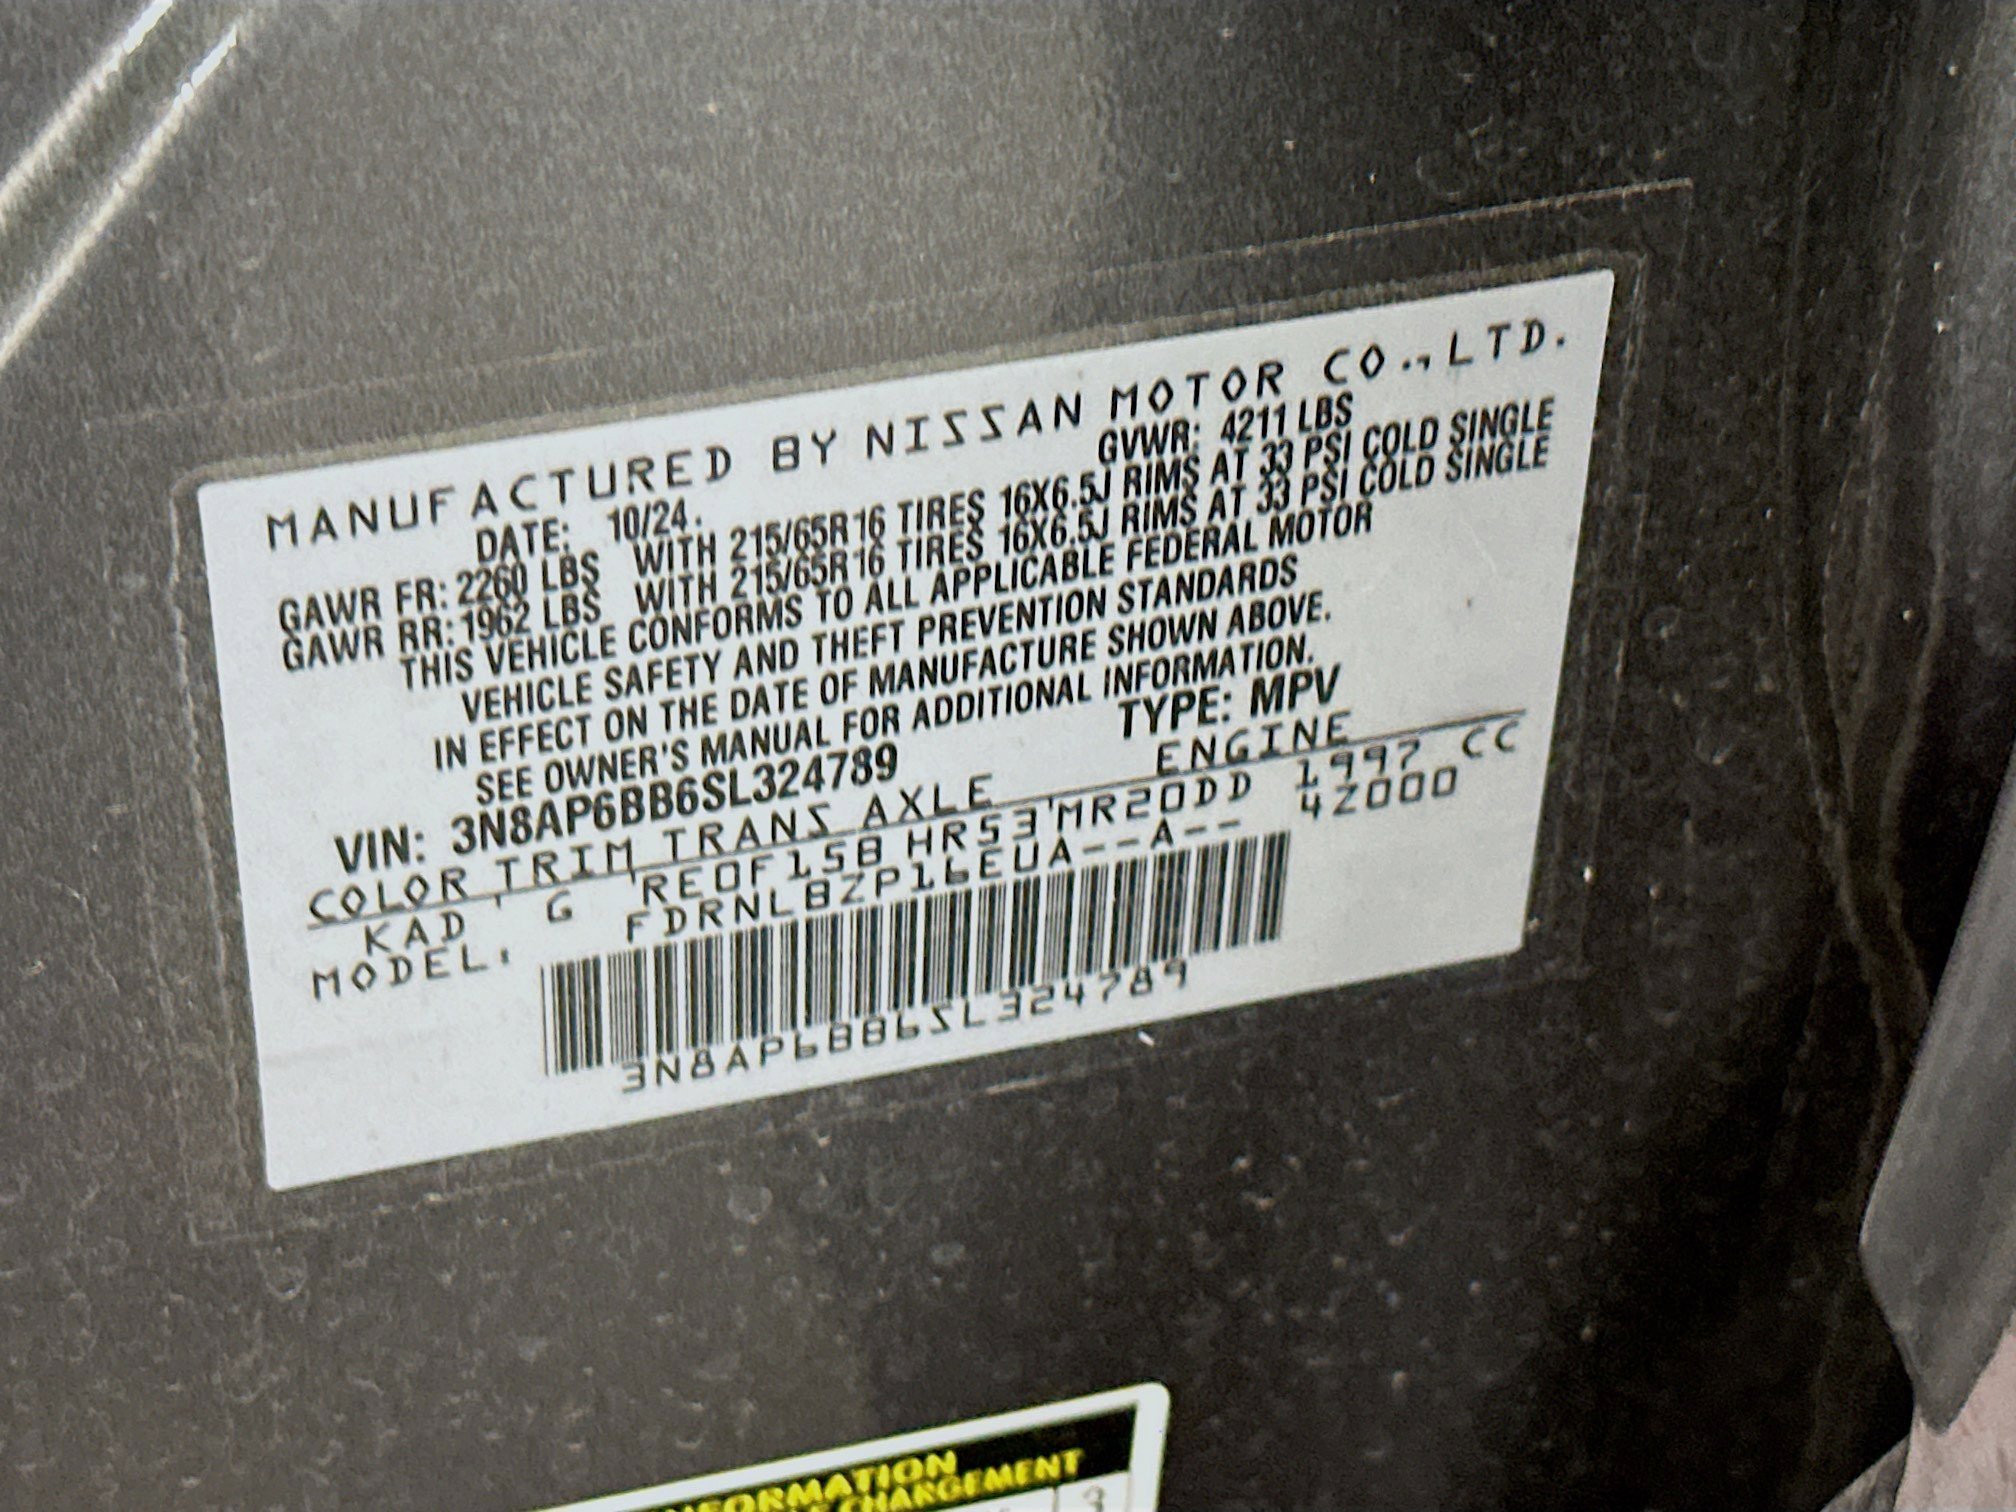 MANUFACTURED BY NISSAN MOTOR CO.,LTD.
DATE: 10/24. GVWR: 4211 LBS
GAWR FR: 2260 LBS WITH 215/65R16 TIRES 16X6.5J RIMS AT 33 PSI COLD SINGLE
GAWR RR: 1962 LBS WITH 215/65R16 TIRES 16X6.5J RIMS AT 33 PSI COLD SINGLE
THIS VEHICLE CONFORMS TO ALL APPLICABLE FEDERAL MOTOR
VEHICLE SAFETY AND THEFT PREVENTION STANDARDS
IN EFFECT ON THE DATE OF MANUFACTURE SHOWN ABOVE.
SEE OWNER'S MANUAL FOR ADDITIONAL INFORMATION.
VIN: 3N8AP6BB6SL324789 TYPE: MPV
COLOR TRIM TRANS AXLE ENGINE
KAD G RE0F15B HR53 MR20DD 1997 CC
MODEL: FDRNLBZP16EUA--A-- 4Z000
3N8AP6BB6SL324789
CHARGEMENT